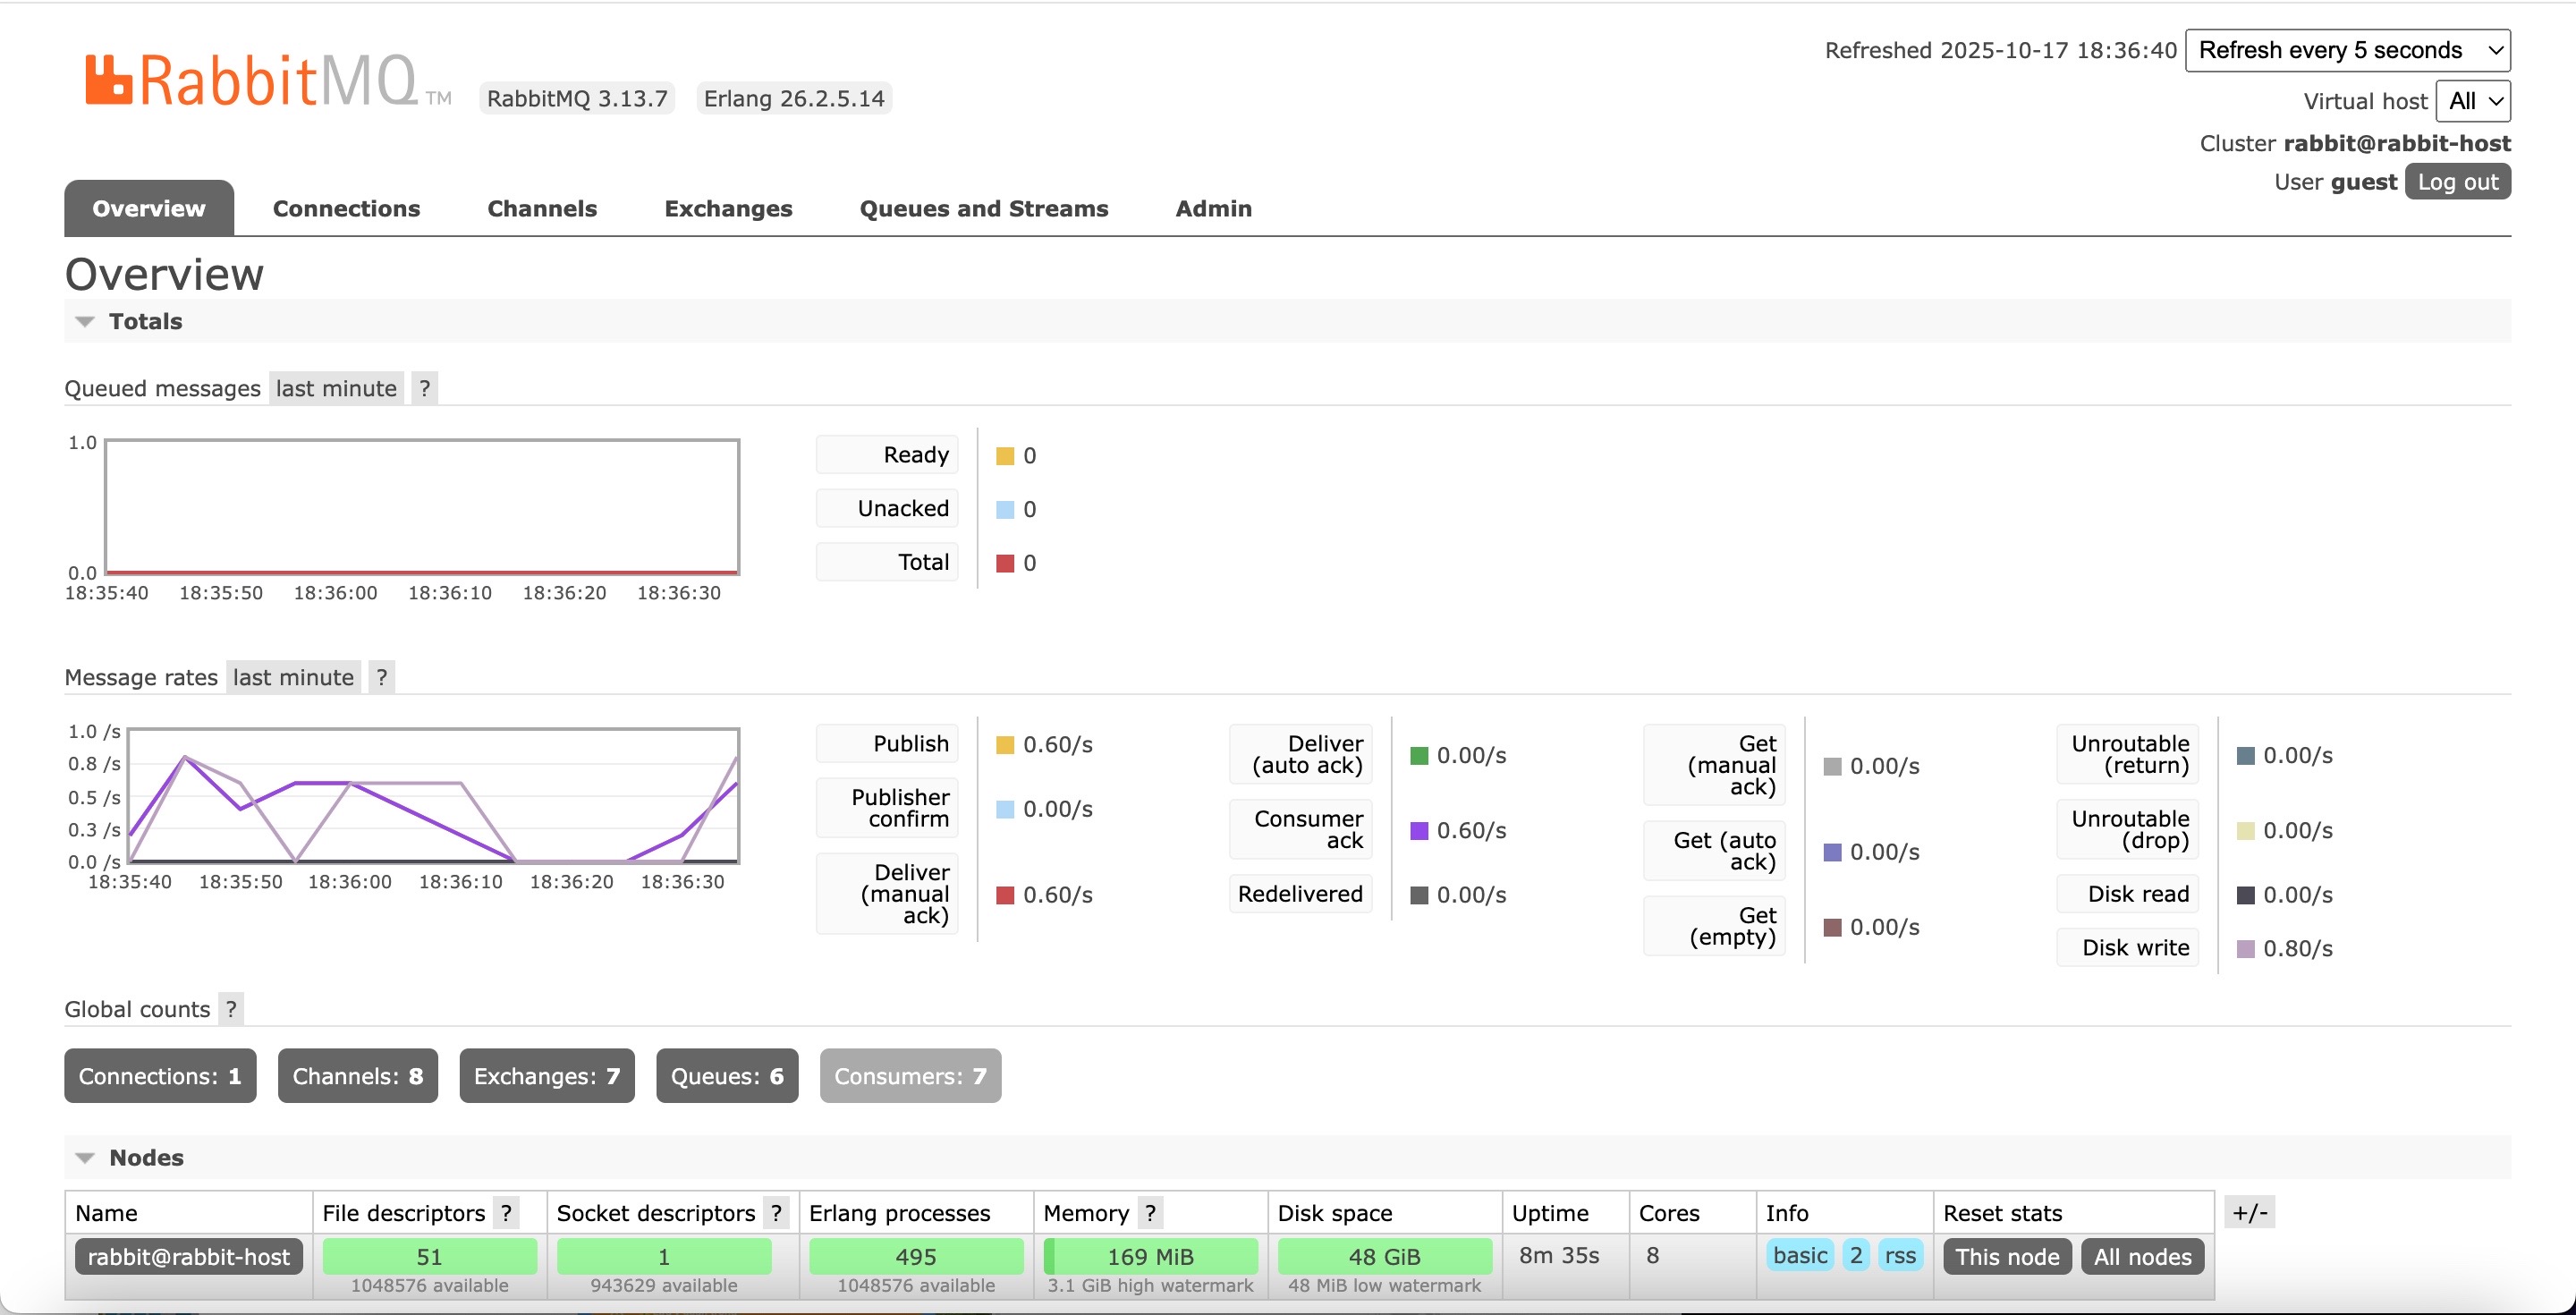 RabbitMQ TM
RabbitMQ 3.13.7 Erlang 26.2.5.14
Refreshed 2025-10-17 18:36:40 Refresh every 5 seconds
Virtual host All
Cluster rabbit@rabbit-host
User guest Log out
Overview Connections Channels Exchanges Queues and Streams Admin
Overview
Totals
Queued messages last minute ?
1.0
0.0
18:35:40 18:35:50 18:36:00 18:36:10 18:36:20 18:36:30
Ready 0
Unacked 0
Total 0
Message rates last minute ?
1.0 /s
0.8 /s
0.5 /s
0.3 /s
0.0 /s
18:35:40 18:35:50 18:36:00 18:36:10 18:36:20 18:36:30
Publish 0.60/s
Publisher
confirm 0.00/s
Deliver
(manual
ack) 0.60/s
Deliver
(auto ack) 0.00/s
Consumer
ack 0.60/s
Redelivered 0.00/s
Get
(manual
ack) 0.00/s
Get (auto
ack) 0.00/s
Get
(empty) 0.00/s
Unroutable
(return) 0.00/s
Unroutable
(drop) 0.00/s
Disk read 0.00/s
Disk write 0.80/s
Global counts ?
Connections: 1 Channels: 8 Exchanges: 7 Queues: 6 Consumers: 7
Nodes
Name File descriptors ? Socket descriptors ? Erlang processes Memory ? Disk space Uptime Cores Info Reset stats +/-
rabbit@rabbit-host 51 1 495 169 MiB 48 GiB 8m 35s 8 basic 2 rss This node All nodes
1048576 available 943629 available 1048576 available 3.1 GiB high watermark 48 MiB low watermark